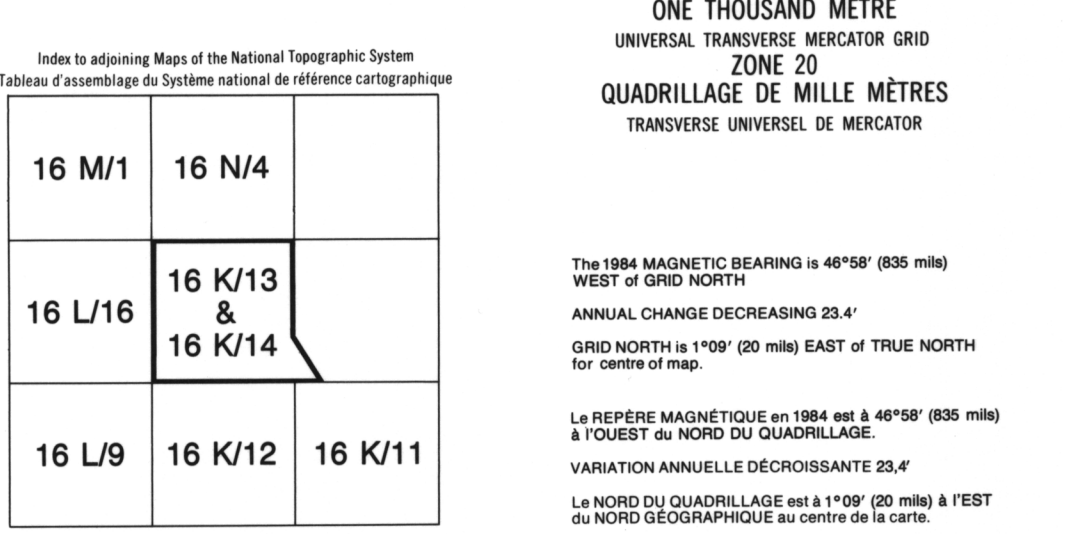 Index to adjoining Maps of the National Topographic System
Tableau d'assemblage du Système national de référence cartographique
16 M/1
16 N/4
16 L/16
16 K/13
&
16 K/14
16 L/9
16 K/12
16 K/11
ONE THOUSAND METRE
UNIVERSAL TRANSVERSE MERCATOR GRID
ZONE 20
QUADRILLAGE DE MILLE MÈTRES
TRANSVERSE UNIVERSEL DE MERCATOR
The 1984 MAGNETIC BEARING is 46°58′ (835 mils)
WEST of GRID NORTH
ANNUAL CHANGE DECREASING 23.4′
GRID NORTH is 1°09′ (20 mils) EAST of TRUE NORTH
for centre of map.
Le REPÈRE MAGNÉTIQUE en 1984 est à 46°58′ (835 mils)
à l'OUEST du NORD DU QUADRILLAGE.
VARIATION ANNUELLE DÉCROISSANTE 23,4′
Le NORD DU QUADRILLAGE est à 1°09′ (20 mils) à l'EST
du NORD GÉOGRAPHIQUE au centre de la carte.